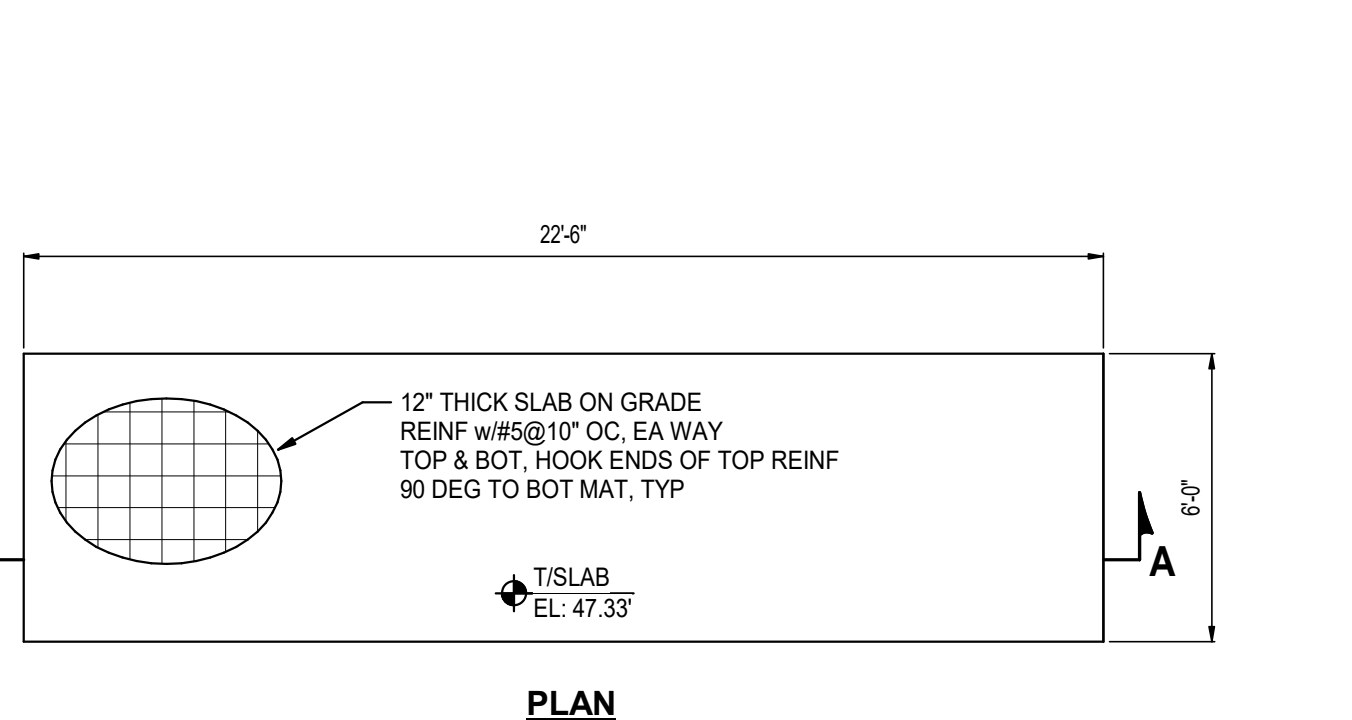 22'-6"
12" THICK SLAB ON GRADE
REINF w/#5@10" OC, EA WAY
TOP & BOT, HOOK ENDS OF TOP REINF
90 DEG TO BOT MAT, TYP
6'-0"
A
T/SLAB
EL: 47.33'
PLAN